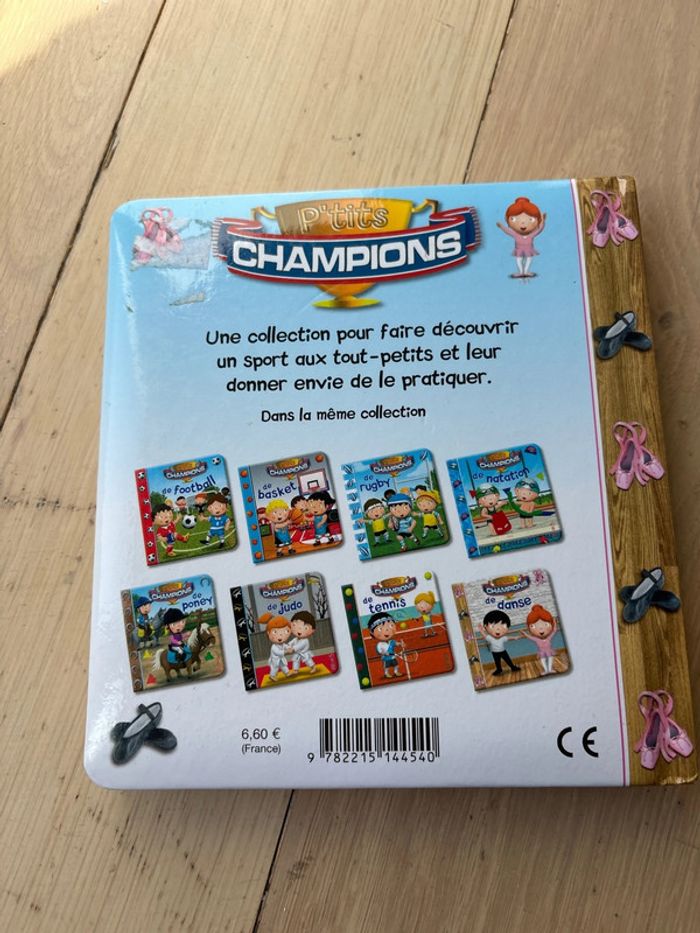 P'tits
CHAMPIONS
Une collection pour faire découvrir
un sport aux tout-petits et leur
donner envie de le pratiquer.
Dans la même collection
CHAMPIONS
de football
CHAMPIONS
de basket
CHAMPIONS
de rugby
CHAMPIONS
de natation
CHAMPIONS
de poney
CHAMPIONS
de judo
CHAMPIONS
de tennis
CHAMPIONS
de danse
6,60 €
(France)
9 782215 144540
CE